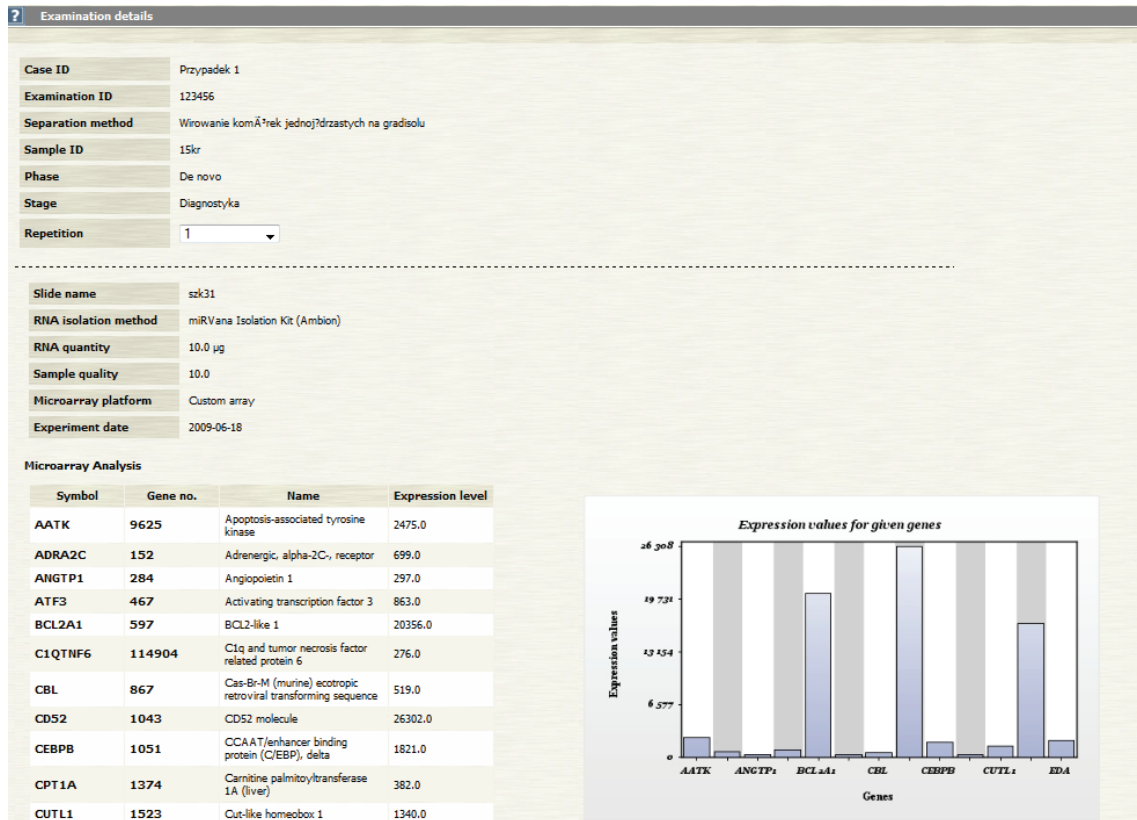 ? Examination details
Case ID Przypadek 1
Examination ID 123456
Separation method Wirowanie komÄ³rek jednoj?drzastych na gradisolu
Sample ID 15kr
Phase De novo
Stage Diagnostyka
Repetition 1
Slide name szk31
RNA isolation method miRVana Isolation Kit (Ambion)
RNA quantity 10.0 µg
Sample quality 10.0
Microarray platform Custom array
Experiment date 2009-06-18
Microarray Analysis
Symbol Gene no. Name Expression level
AATK 9625 Apoptosis-associated tyrosine
kinase 2475.0
ADRA2C 152 Adrenergic, alpha-2C-, receptor 699.0
ANGTP1 284 Angiopoietin 1 297.0
ATF3 467 Activating transcription factor 3 863.0
BCL2A1 597 BCL2-like 1 20356.0
C1QTNF6 114904 C1q and tumor necrosis factor
related protein 6 276.0
CBL 867 Cas-Br-M (murine) ecotropic
retroviral transforming sequence 519.0
CD52 1043 CD52 molecule 26302.0
CEBPB 1051 CCAAT/enhancer binding
protein (C/EBP), delta 1821.0
CPT1A 1374 Carnitine palmitoyltransferase
1A (liver) 382.0
CUTL1 1523 Cut-like homeobox 1 1340.0
Expression values for given genes
26 308
19 731
13 154
6 577
0
Expression values
AATK ANGTP1 BCL2A1 CBL CEBPB CUTL1 EDA
Genes